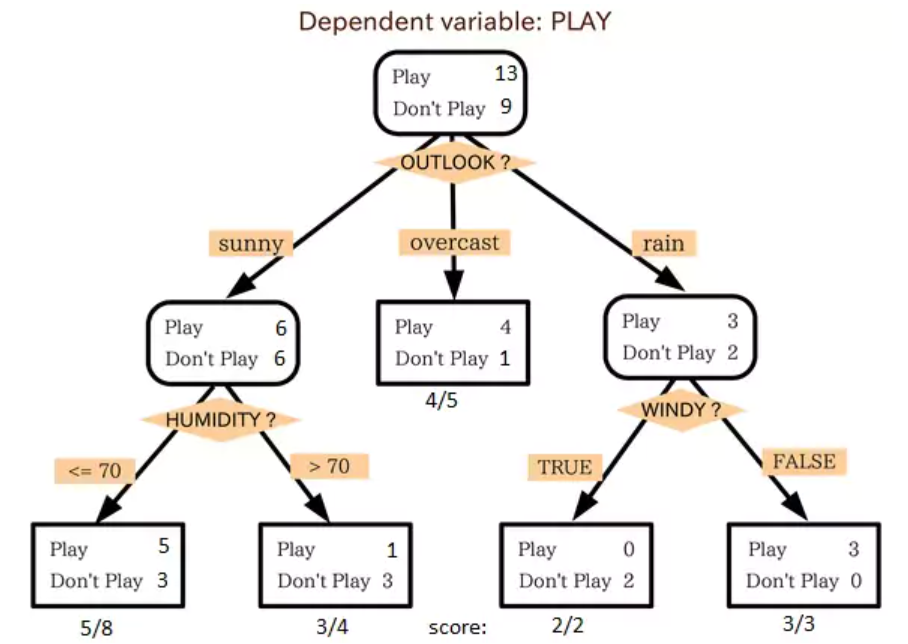 Dependent variable: PLAY
Play 13
Don't Play 9
OUTLOOK ?
sunny
overcast
rain
Play 6
Don't Play 6
Play 4
Don't Play 1
Play 3
Don't Play 2
4/5
HUMIDITY ?
WINDY ?
<= 70
> 70
TRUE
FALSE
Play 5
Don't Play 3
Play 1
Don't Play 3
Play 0
Don't Play 2
Play 3
Don't Play 0
5/8
3/4
score:
2/2
3/3